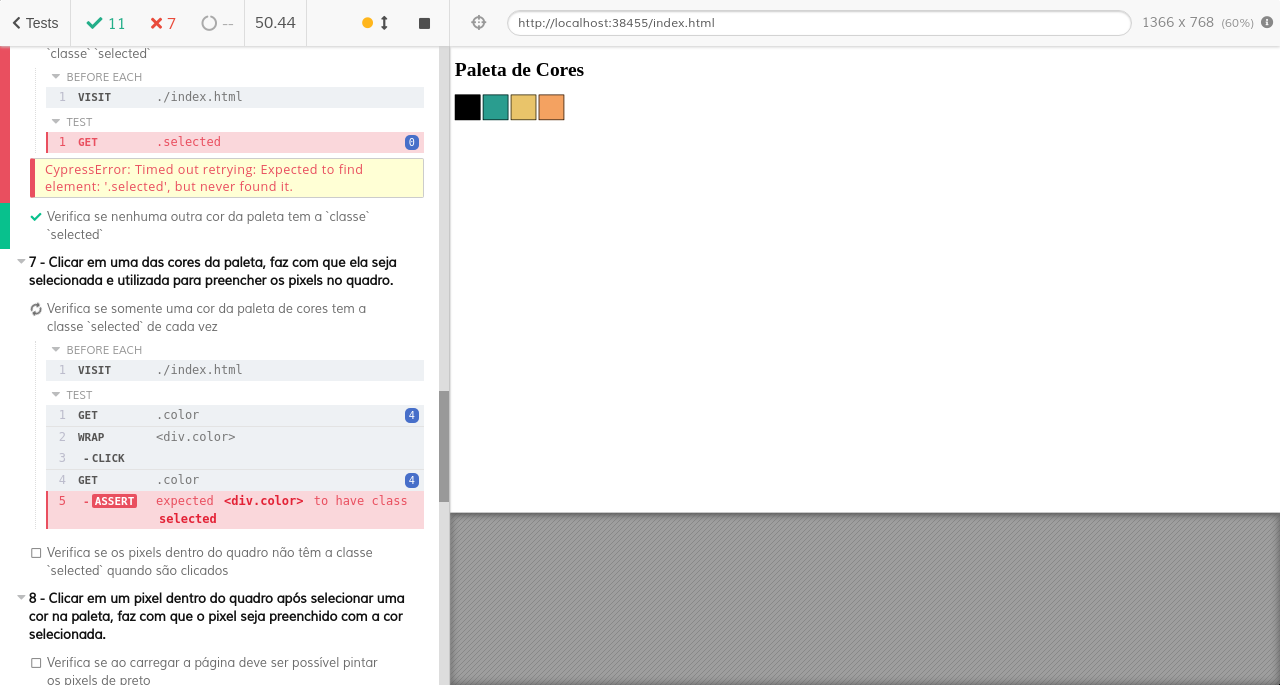 Tests 11 7 -- 50.44 http://localhost:38455/index.html 1366 x 768 (60%)
`classe` `selected`
BEFORE EACH
1 VISIT ./index.html
TEST
1 GET .selected 0
CypressError: Timed out retrying: Expected to find
element: '.selected', but never found it.
Verifica se nenhuma outra cor da paleta tem a `classe`
`selected`
7 - Clicar em uma das cores da paleta, faz com que ela seja
selecionada e utilizada para preencher os pixels no quadro.
Verifica se somente uma cor da paleta de cores tem a
classe `selected` de cada vez
BEFORE EACH
1 VISIT ./index.html
TEST
1 GET .color 4
2 WRAP <div.color>
3 - CLICK
4 GET .color 4
5 - ASSERT expected <div.color> to have class
selected
Verifica se os pixels dentro do quadro não têm a classe
`selected` quando são clicados
8 - Clicar em um pixel dentro do quadro após selecionar uma
cor na paleta, faz com que o pixel seja preenchido com a cor
selecionada.
Verifica se ao carregar a página deve ser possível pintar
os pixels de preto
Paleta de Cores